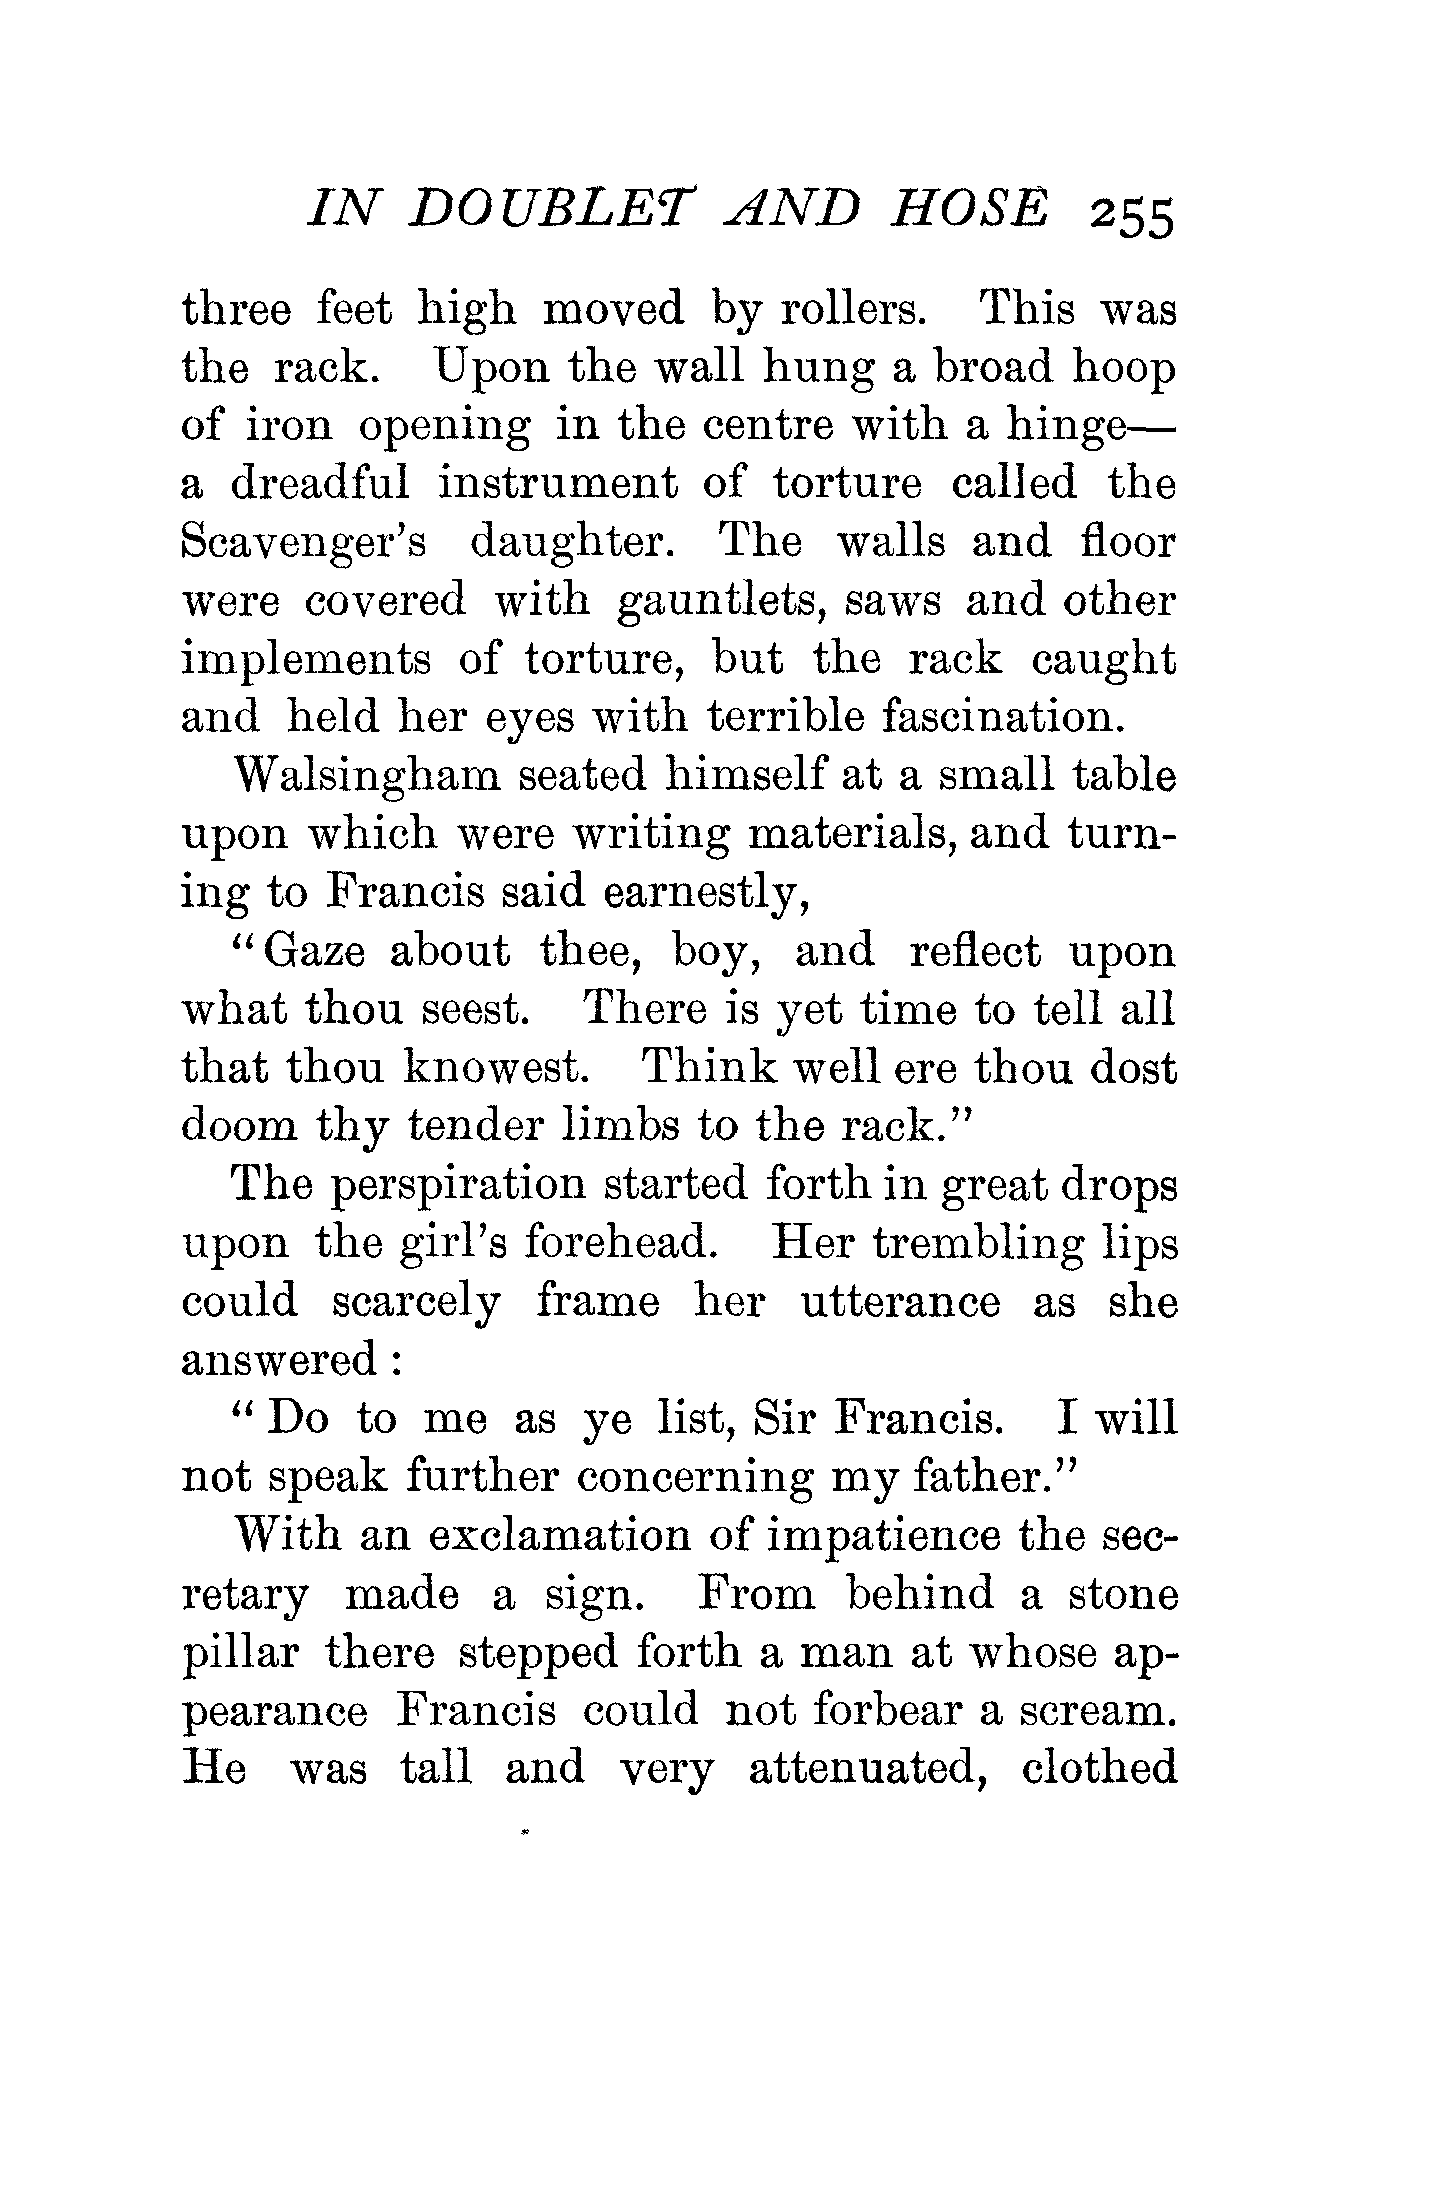 IN DOUBLET AND HOSE 255
three feet high moved by rollers. This was
the rack. Upon the wall hung a broad hoop
of iron opening in the centre with a hinge—
a dreadful instrument of torture called the
Scavenger's daughter. The walls and floor
were covered with gauntlets, saws and other
implements of torture, but the rack caught
and held her eyes with terrible fascination.
Walsingham seated himself at a small table
upon which were writing materials, and turn-
ing to Francis said earnestly,
"Gaze about thee, boy, and reflect upon
what thou seest. There is yet time to tell all
that thou knowest. Think well ere thou dost
doom thy tender limbs to the rack."
The perspiration started forth in great drops
upon the girl's forehead. Her trembling lips
could scarcely frame her utterance as she
answered :
"Do to me as ye list, Sir Francis. I will
not speak further concerning my father."
With an exclamation of impatience the sec-
retary made a sign. From behind a stone
pillar there stepped forth a man at whose ap-
pearance Francis could not forbear a scream.
He was tall and very attenuated, clothed